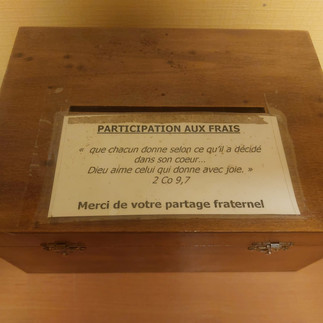 PARTICIPATION AUX FRAIS
« que chacun donne selon ce qu'il a décidé
dans son coeur...
Dieu aime celui qui donne avec joie. »
2 Co 9,7
Merci de votre partage fraternel